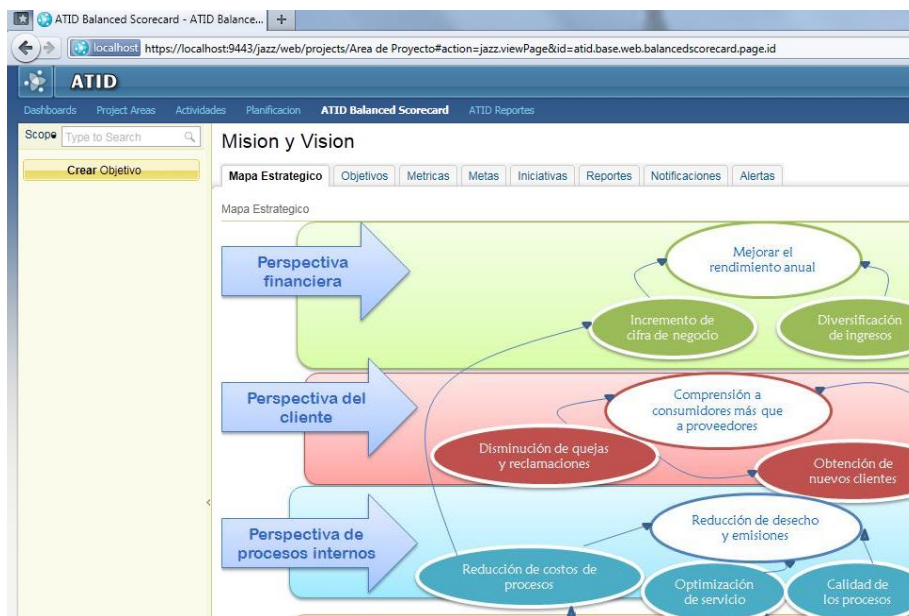 ATID Balanced Scorecard - ATID Balance...
localhost https://localhost:9443/jazz/web/projects/Area de Proyecto#action=jazz.viewPage&id=atid.base.web.balancedscorecard.page.id
ATID
Dashboards Project Areas Actividades Planificacion ATID Balanced Scorecard ATID Reportes
Scope Type to Search
Crear Objetivo
Mision y Vision
Mapa Estrategico Objetivos Metricas Metas Iniciativas Reportes Notificaciones Alertas
Mapa Estrategico
Perspectiva
financiera
Mejorar el
rendimiento anual
Incremento de
cifra de negocio
Diversificación
de ingresos
Perspectiva del
cliente
Comprensión a
consumidores más que
a proveedores
Disminución de quejas
y reclamaciones
Obtención de
nuevos clientes
Perspectiva de
procesos internos
Reducción de desecho
y emisiones
Reducción de costos de
procesos
Optimización
de servicio
Calidad de
los procesos